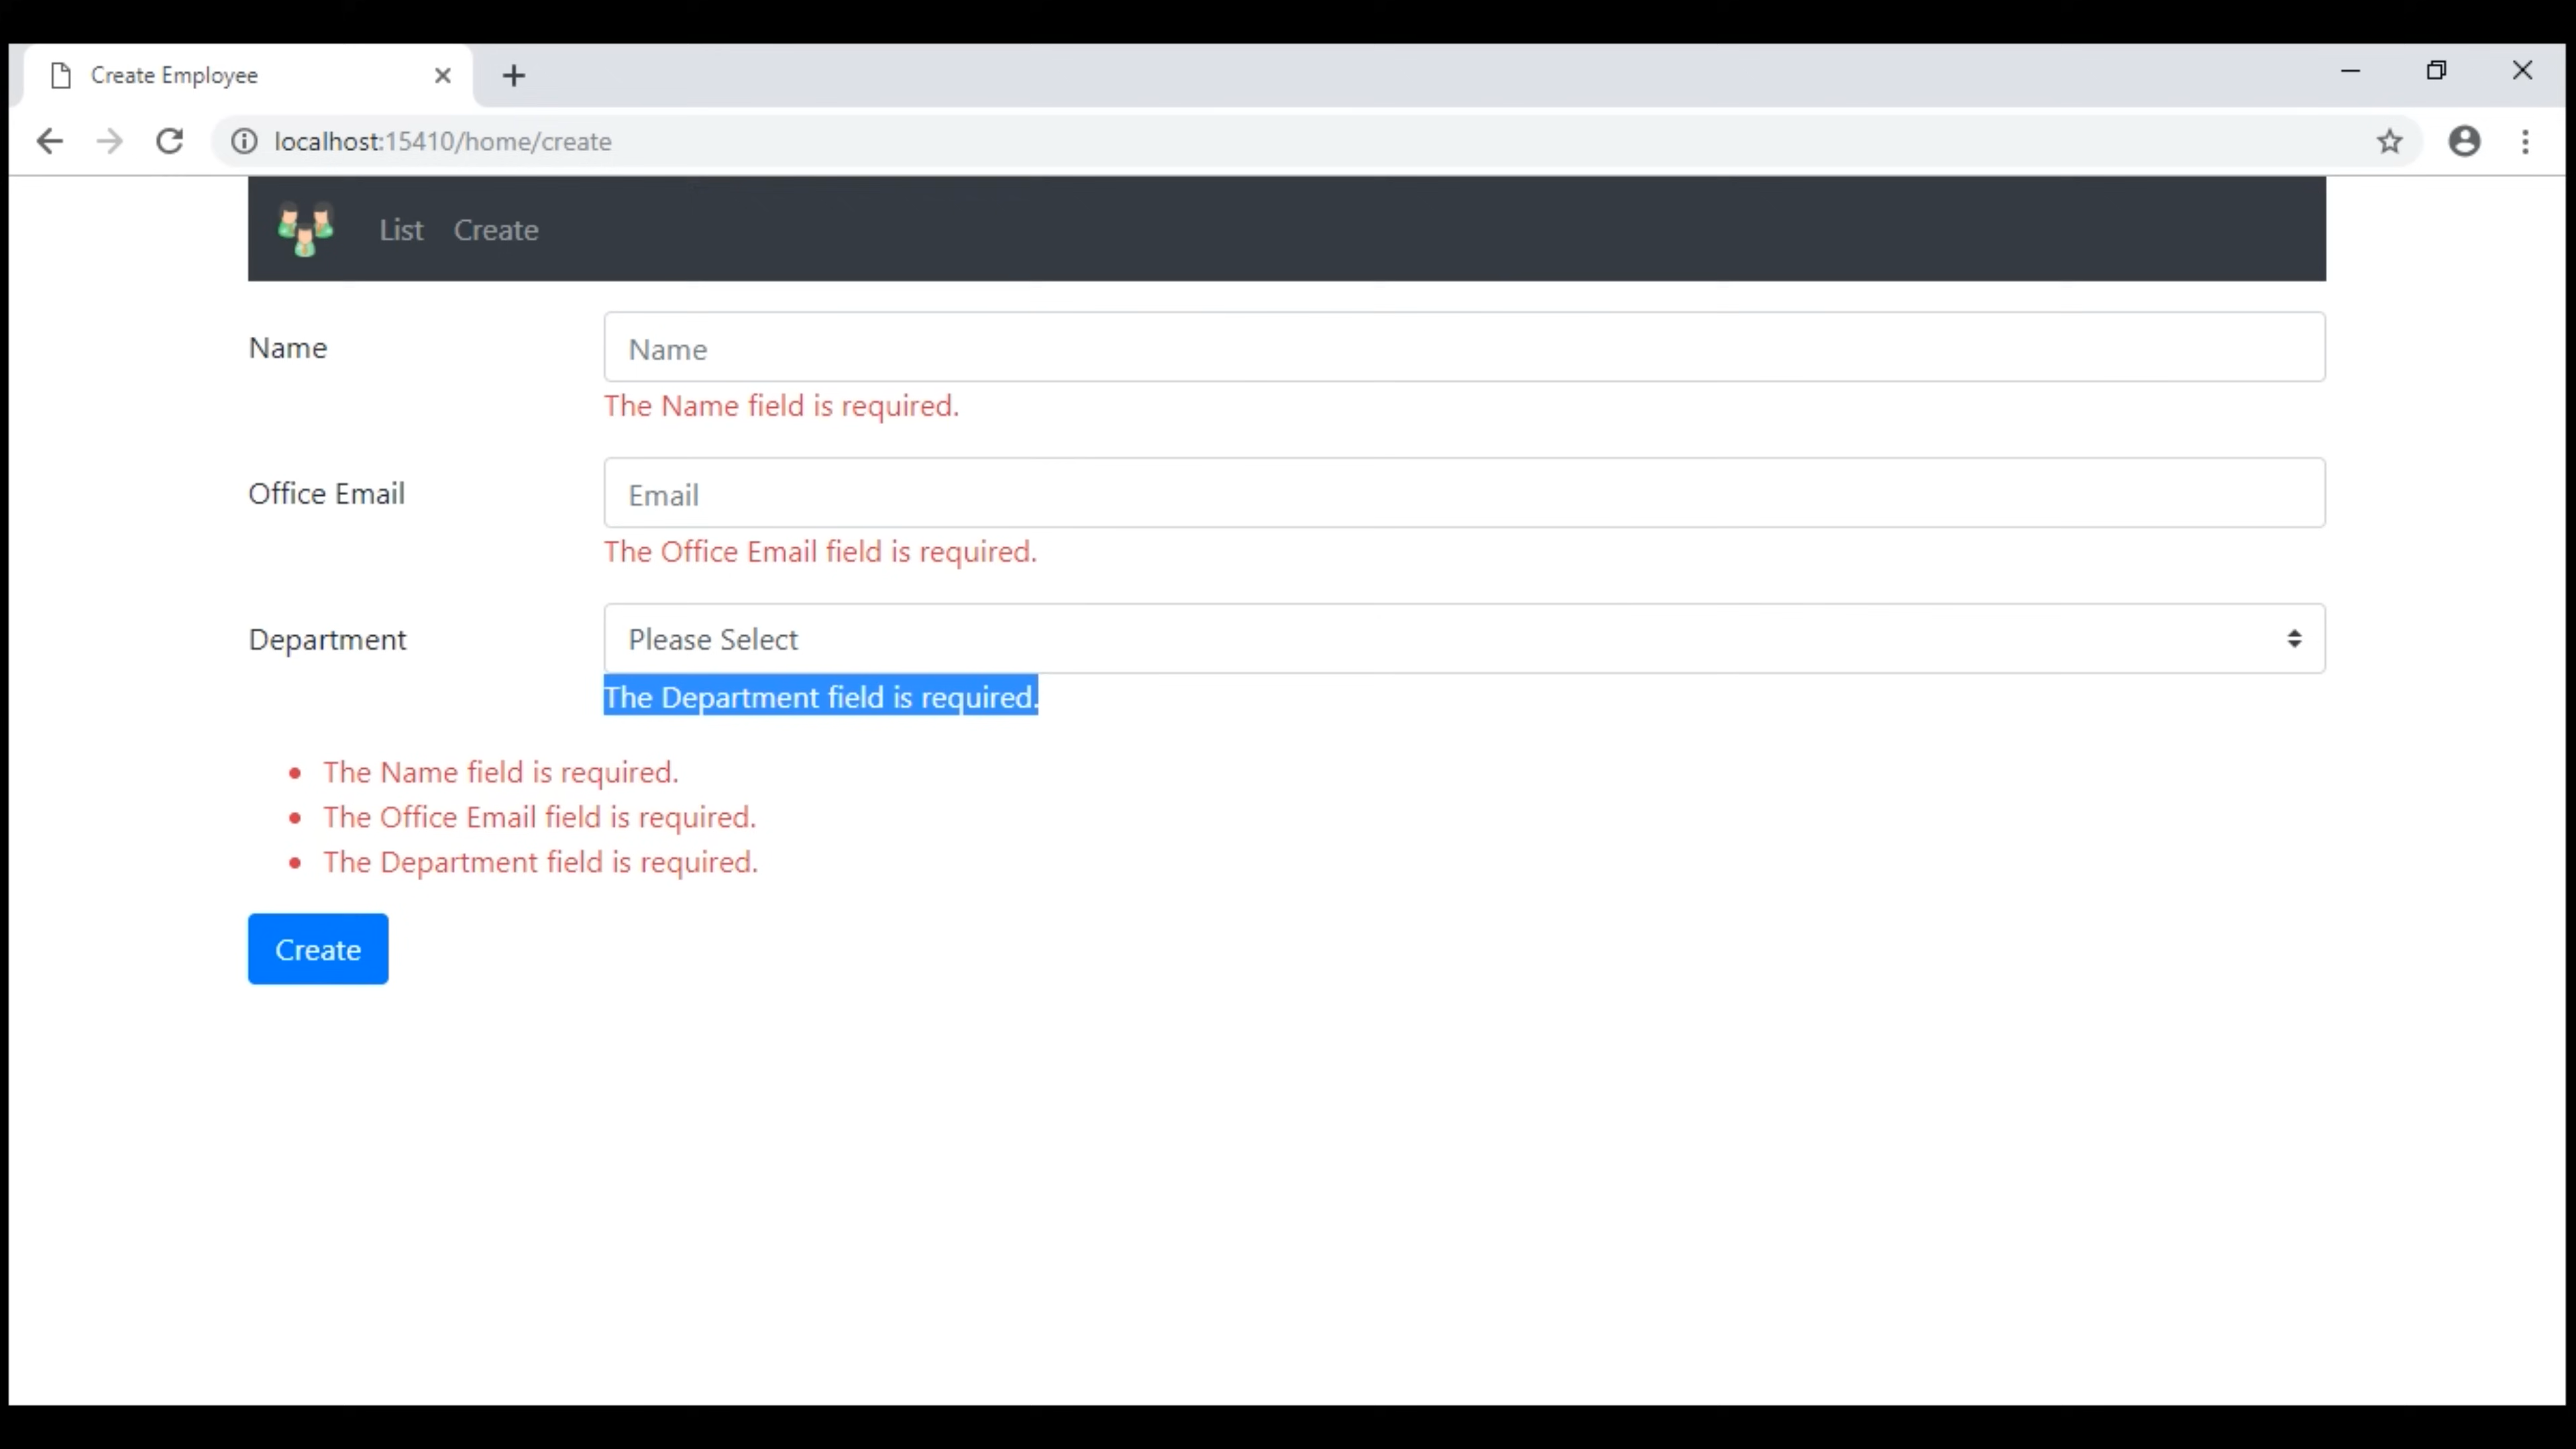 Create Employee
localhost:15410/home/create
List Create
Name
Name
The Name field is required.
Office Email
Email
The Office Email field is required.
Department
Please Select
The Department field is required.
The Name field is required.
The Office Email field is required.
The Department field is required.
Create